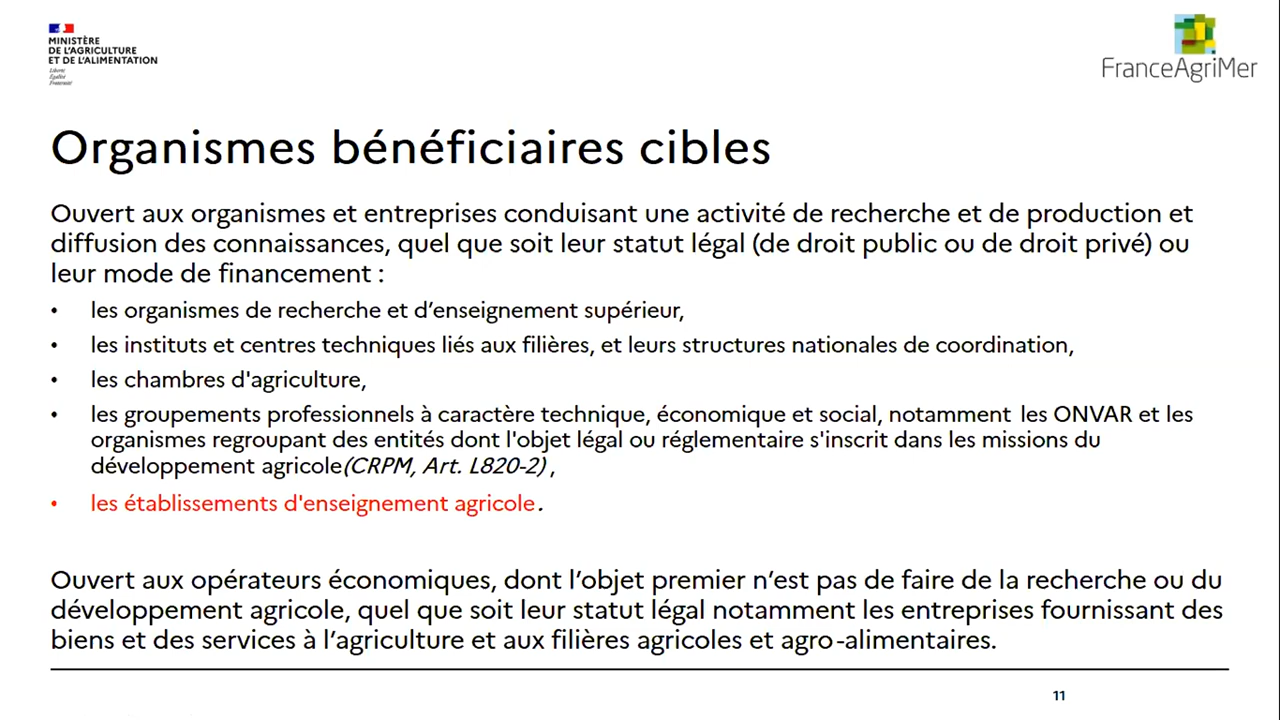 MINISTÈRE
DE L'AGRICULTURE
ET DE L'ALIMENTATION
Liberté
Égalité
Fraternité
FranceAgriMer
Organismes bénéficiaires cibles
Ouvert aux organismes et entreprises conduisant une activité de recherche et de production et
diffusion des connaissances, quel que soit leur statut légal (de droit public ou de droit privé) ou
leur mode de financement :
• les organismes de recherche et d’enseignement supérieur,
• les instituts et centres techniques liés aux filières, et leurs structures nationales de coordination,
• les chambres d'agriculture,
• les groupements professionnels à caractère technique, économique et social, notamment les ONVAR et les
organismes regroupant des entités dont l'objet légal ou réglementaire s'inscrit dans les missions du
développement agricole(CRPM, Art. L820-2) ,
• les établissements d'enseignement agricole.
Ouvert aux opérateurs économiques, dont l’objet premier n’est pas de faire de la recherche ou du
développement agricole, quel que soit leur statut légal notamment les entreprises fournissant des
biens et des services à l’agriculture et aux filières agricoles et agro-alimentaires.
11